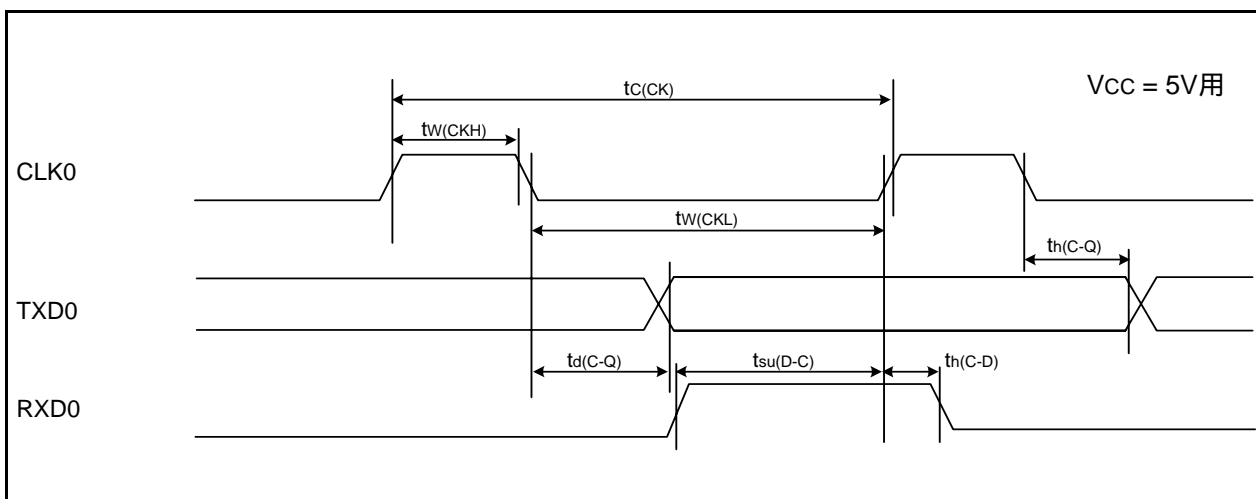 tC(CK)
VCC = 5V用
tW(CKH)
CLK0
tW(CKL)
th(C-Q)
TXD0
td(C-Q)
tsu(D-C)
th(C-D)
RXD0